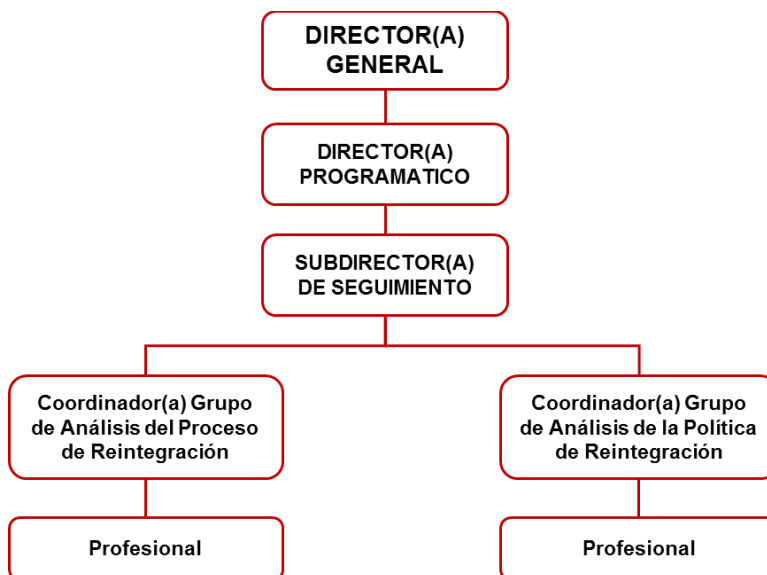 DIRECTOR(A)
GENERAL
DIRECTOR(A)
PROGRAMATICO
SUBDIRECTOR(A)
DE SEGUIMIENTO
Coordinador(a) Grupo
de Análisis del Proceso
de Reintegración
Coordinador(a) Grupo
de Análisis de la Política
de Reintegración
Profesional
Profesional